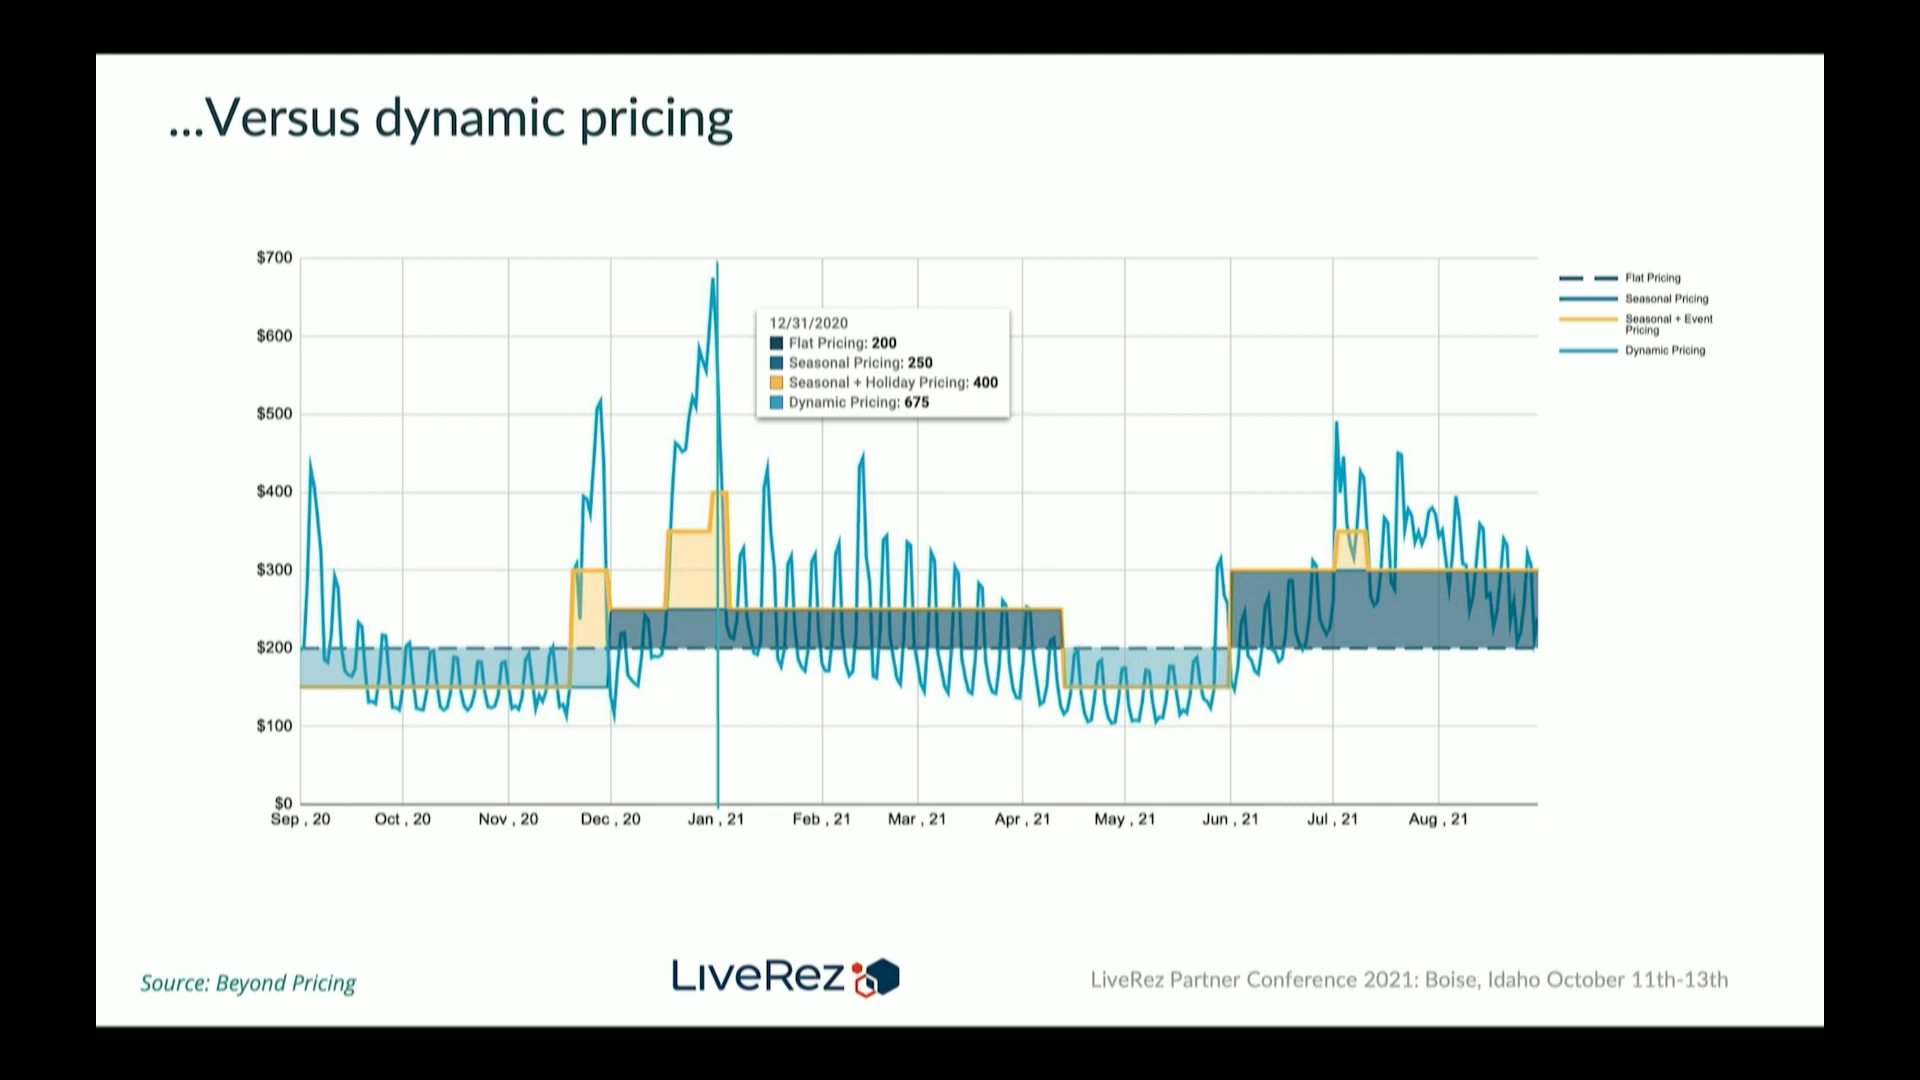 ...Versus dynamic pricing
$700
$600
$500
$400
$300
$200
$100
$0
Sep , 20 Oct , 20 Nov , 20 Dec , 20 Jan , 21 Feb , 21 Mar , 21 Apr , 21 May , 21 Jun , 21 Jul , 21 Aug , 21
12/31/2020
Flat Pricing: 200
Seasonal Pricing: 250
Seasonal + Holiday Pricing: 400
Dynamic Pricing: 675
Flat Pricing
Seasonal Pricing
Seasonal + Event
Pricing
Dynamic Pricing
Source: Beyond Pricing
LiveRez
LiveRez Partner Conference 2021: Boise, Idaho October 11th-13th